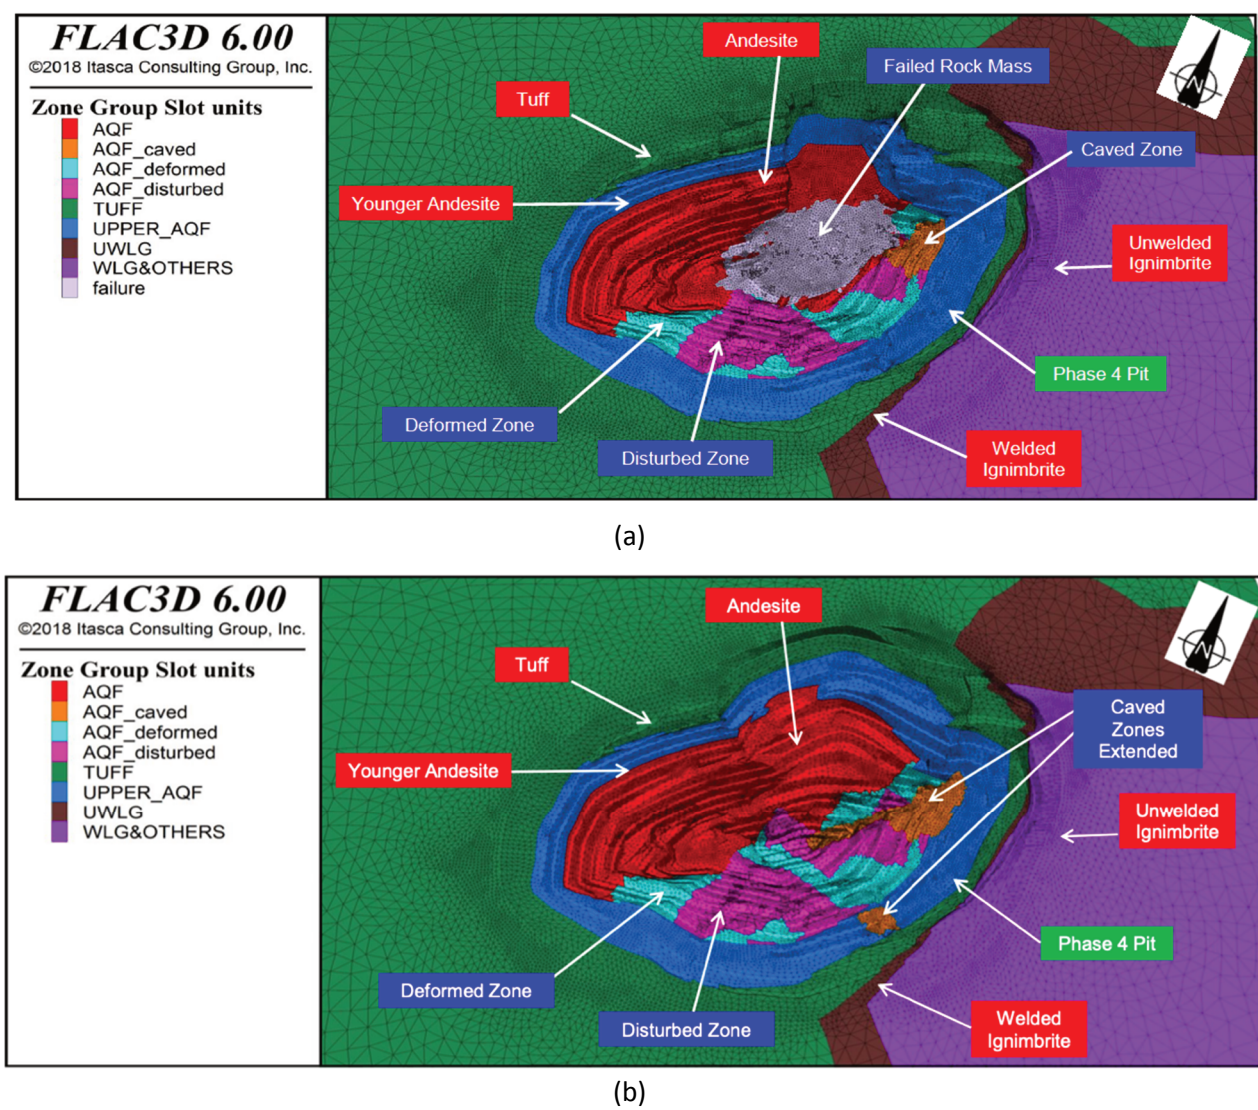 FLAC3D 6.00
©2018 Itasca Consulting Group, Inc.
Zone Group Slot units
AQF
AQF_caved
AQF_deformed
AQF_disturbed
TUFF
UPPER_AQF
UWLG
WLG&OTHERS
failure
Andesite
Failed Rock Mass
Tuff
Caved Zone
Younger Andesite
Unwelded
Ignimbrite
Phase 4 Pit
Deformed Zone
Disturbed Zone
Welded
Ignimbrite
N
(a)
FLAC3D 6.00
©2018 Itasca Consulting Group, Inc.
Zone Group Slot units
AQF
AQF_caved
AQF_deformed
AQF_disturbed
TUFF
UPPER_AQF
UWLG
WLG&OTHERS
Andesite
Tuff
Caved
Zones
Extended
Younger Andesite
Unwelded
Ignimbrite
Phase 4 Pit
Deformed Zone
Disturbed Zone
Welded
Ignimbrite
N
(b)